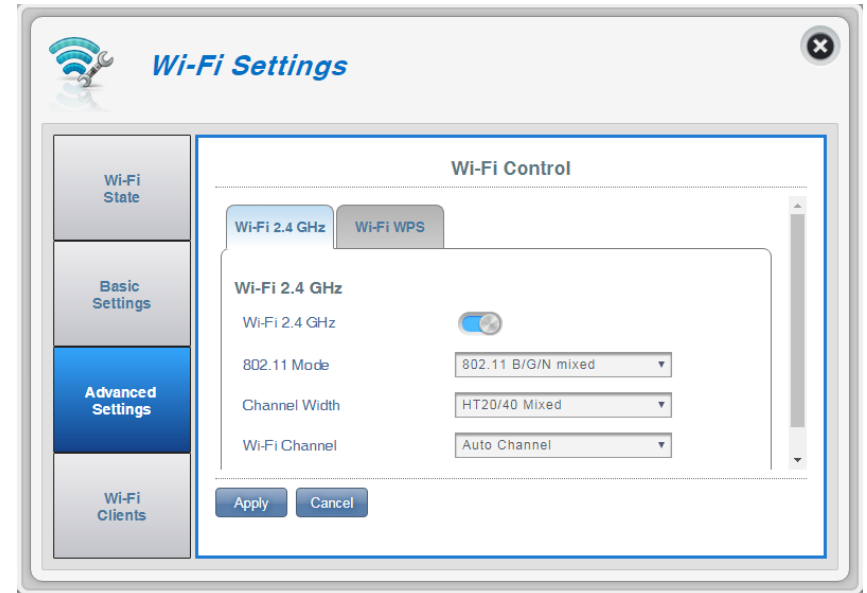 Wi-Fi Settings
Wi-Fi
State
Basic
Settings
Advanced
Settings
Wi-Fi
Clients
Wi-Fi Control
Wi-Fi 2.4 GHz
Wi-Fi WPS
Wi-Fi 2.4 GHz
Wi-Fi 2.4 GHz
802.11 Mode
802.11 B/G/N mixed
Channel Width
HT20/40 Mixed
Wi-Fi Channel
Auto Channel
Apply
Cancel